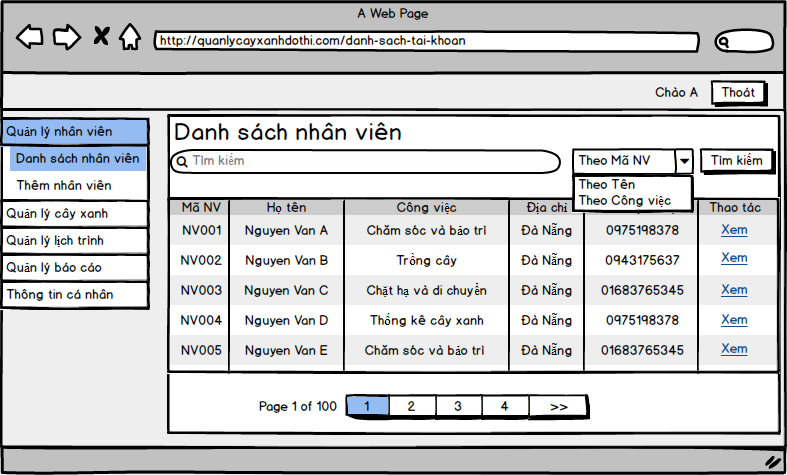 A Web Page
http://quanlycayxanhdothi.com/danh-sach-tai-khoan
Chào A Thoát
Quản lý nhân viên
Danh sách nhân viên
Thêm nhân viên
Quản lý cây xanh
Quản lý lịch trình
Quản lý báo cáo
Thông tin cá nhân
Danh sách nhân viên
Tìm kiếm Theo Mã NV Tìm kiếm
Theo Tên
Theo Công việc
Mã NV Họ tên Công việc Địa chỉ Thao tác
NV001 Nguyen Van A Chăm sóc và bảo trì Đà Nẵng 0975198378 Xem
NV002 Nguyen Van B Trồng cây Đà Nẵng 0943175637 Xem
NV003 Nguyen Van C Chặt hạ và di chuyển Đà Nẵng 01683765345 Xem
NV004 Nguyen Van D Thống kê cây xanh Đà Nẵng 0975198378 Xem
NV005 Nguyen Van E Chăm sóc và bảo trì Đà Nẵng 01683765345 Xem
Page 1 of 100 1 2 3 4 >>